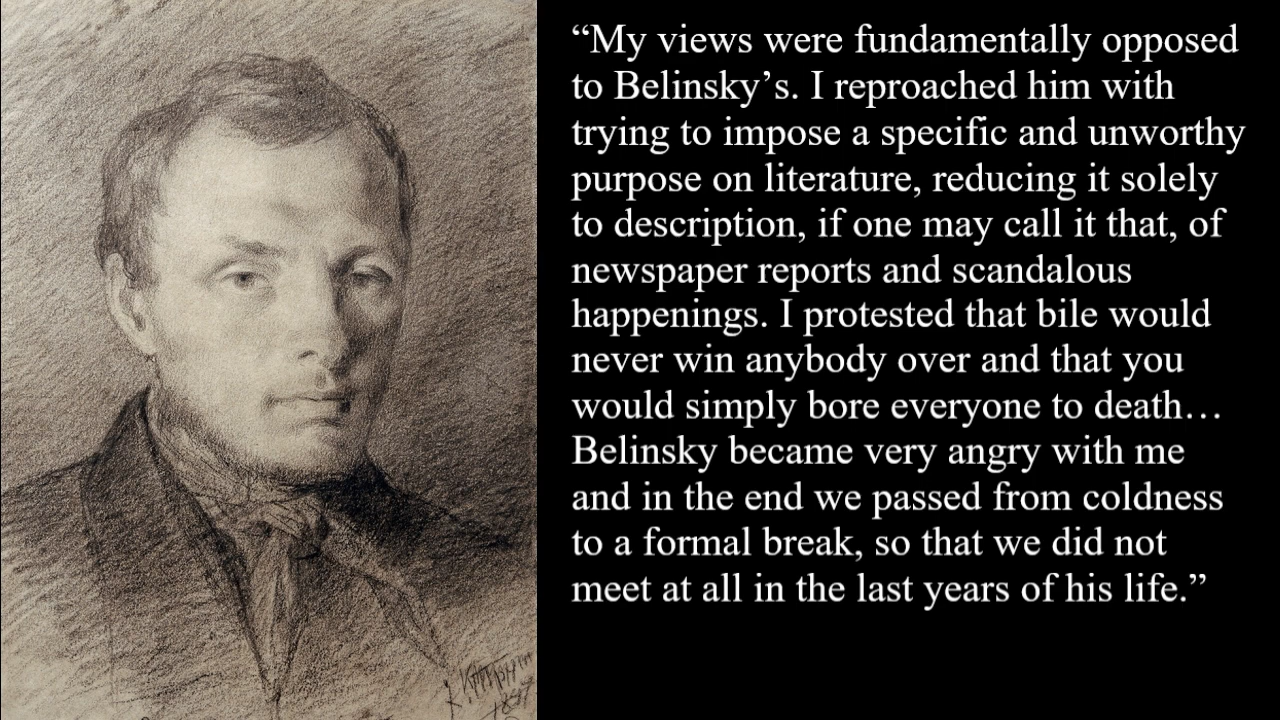 “My views were fundamentally opposed
to Belinsky’s. I reproached him with
trying to impose a specific and unworthy
purpose on literature, reducing it solely
to description, if one may call it that, of
newspaper reports and scandalous
happenings. I protested that bile would
never win anybody over and that you
would simply bore everyone to death…
Belinsky became very angry with me
and in the end we passed from coldness
to a formal break, so that we did not
meet at all in the last years of his life.”